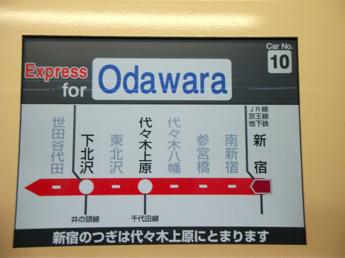 Car No.
10
Express
for
Odawara
世田谷代田
下北沢
東北沢
代々木上原
代々木八幡
参宮橋
南新宿
新宿
JR線
京王線
地下鉄
井の頭線
千代田線
新宿のつぎは代々木上原にとまります